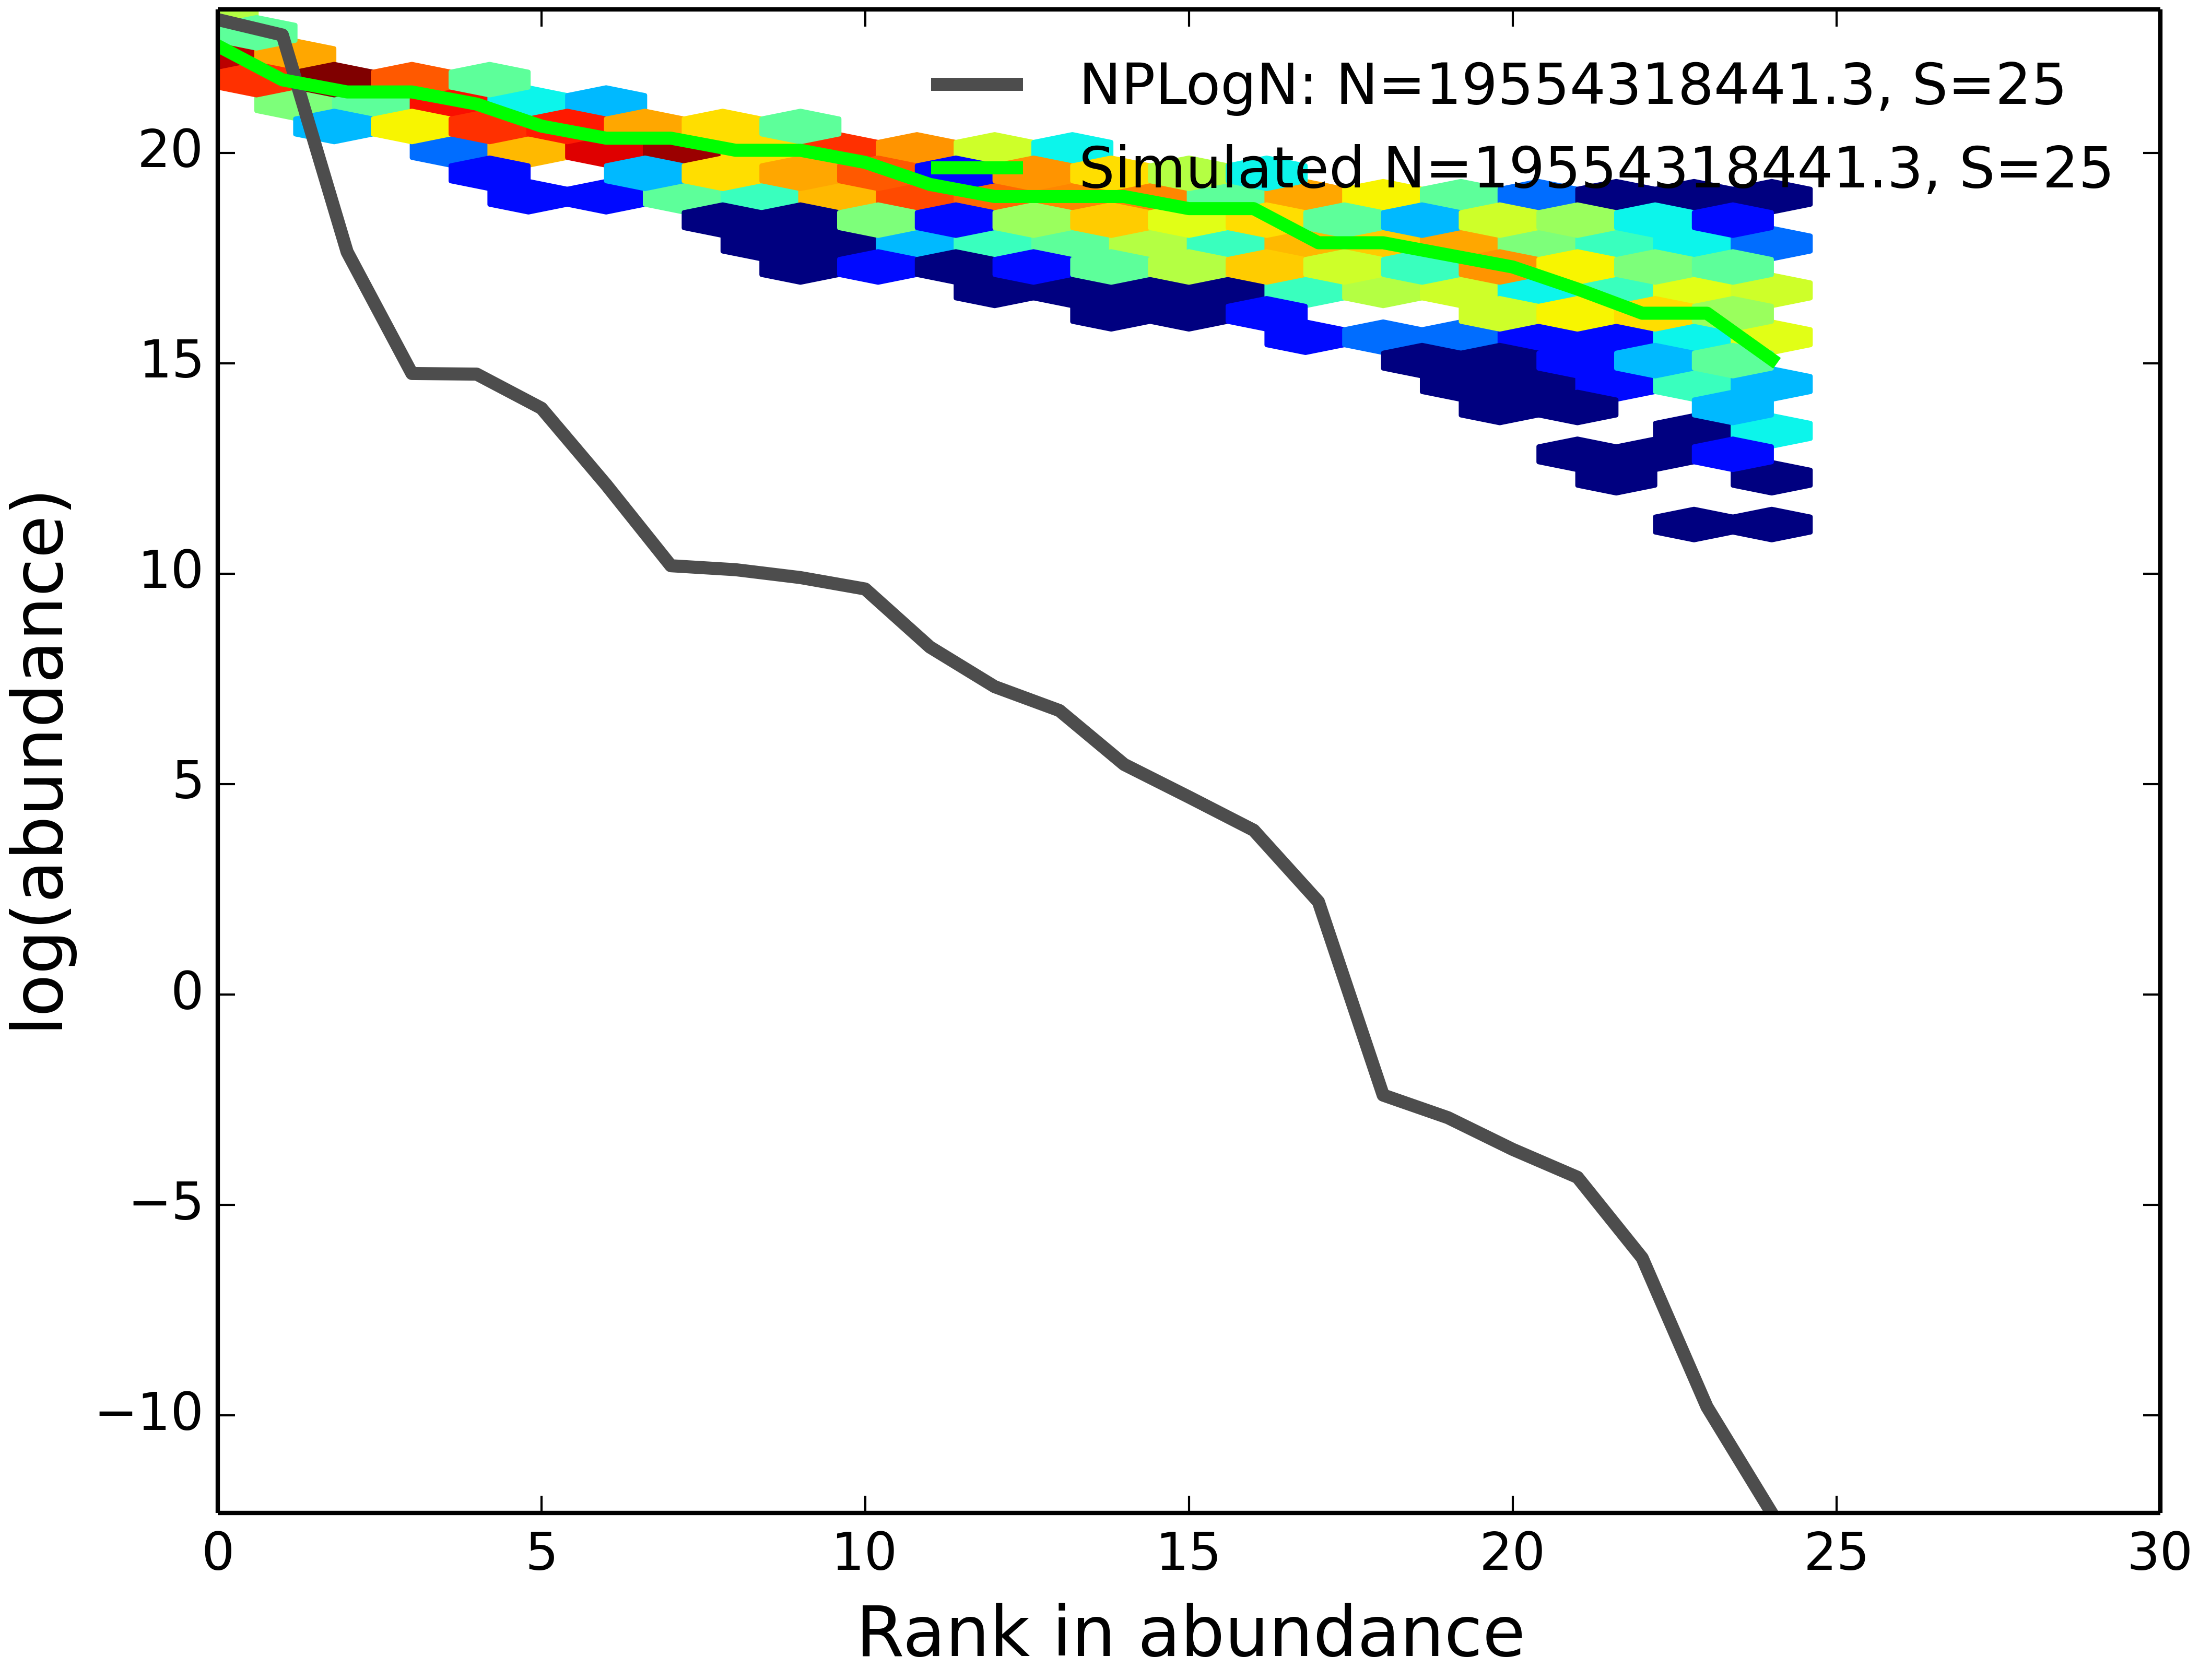 NPLogN: N=19554318441.3, S=25
Simulated N=19554318441.3, S=25
log(abundance)
20
15
10
5
0
−5
−10
0 5 10 15 20 25 30
Rank in abundance